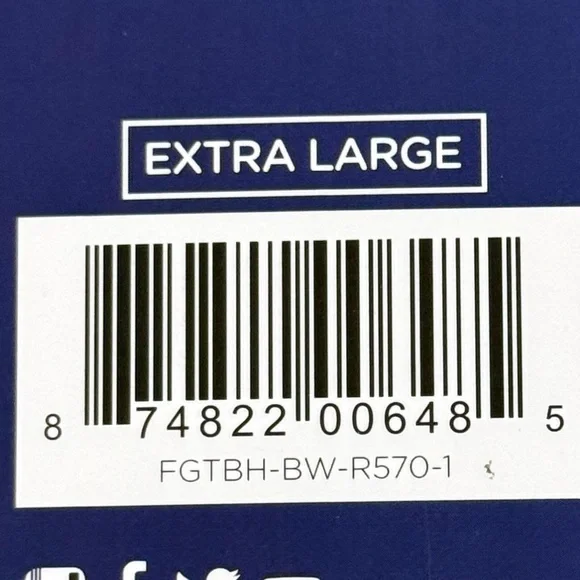 EXTRA LARGE
8 74822 00648 5
FGTBH-BW-R570-1